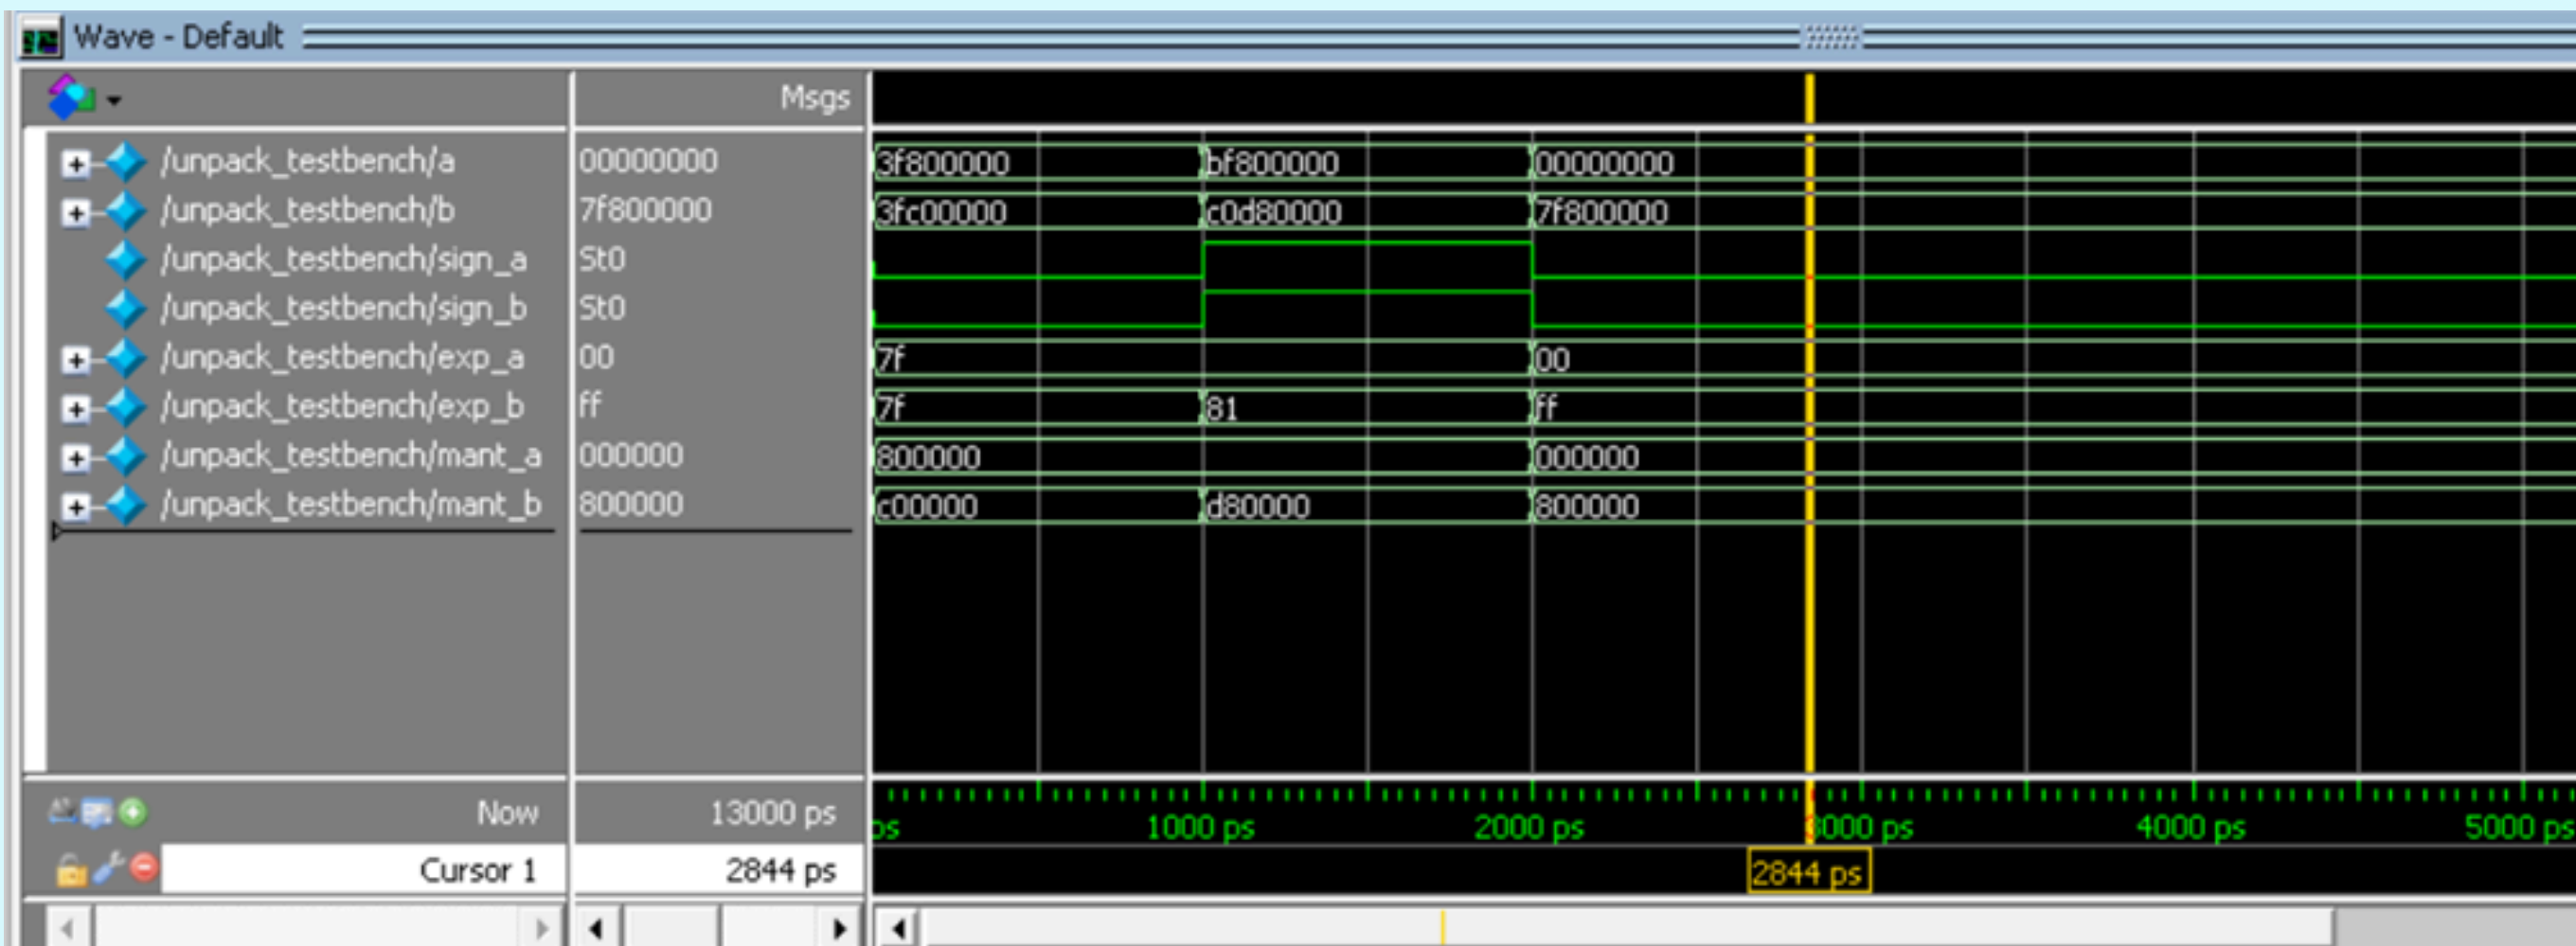 Wave - Default
Msgs
/unpack_testbench/a 00000000 3f800000 bf800000 00000000
/unpack_testbench/b 7f800000 3fc00000 c0d80000 7f800000
/unpack_testbench/sign_a St0
/unpack_testbench/sign_b St0
/unpack_testbench/exp_a 00 7f 00
/unpack_testbench/exp_b ff 7f 81 ff
/unpack_testbench/mant_a 000000 800000 000000
/unpack_testbench/mant_b 800000 c00000 d80000 800000
Now 13000 ps ps 1000 ps 2000 ps 3000 ps 4000 ps 5000 ps
Cursor 1 2844 ps 2844 ps